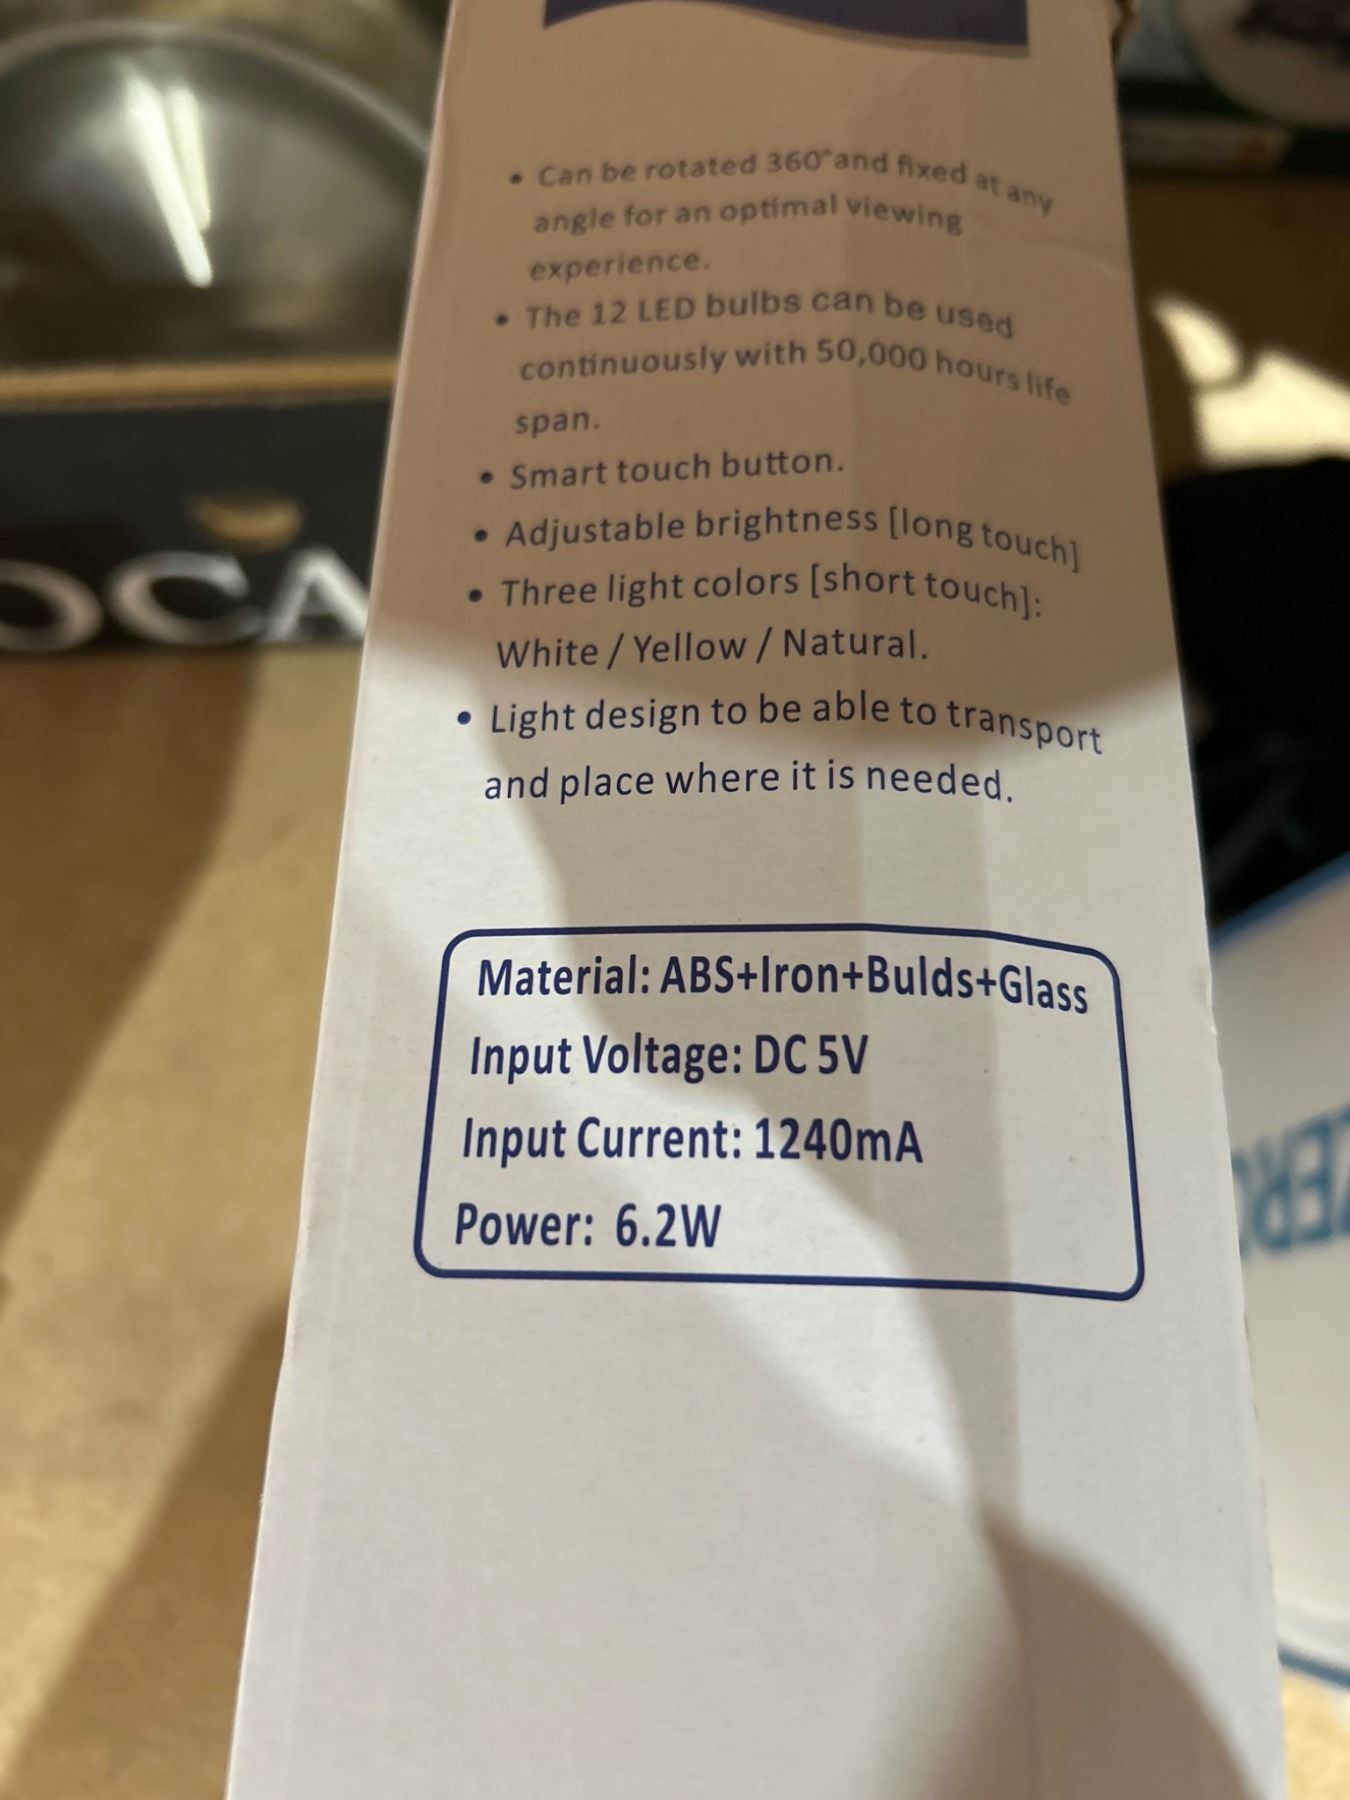 • Can be rotated 360°and fixed at any
angle for an optimal viewing
experience.
• The 12 LED bulbs can be used
continuously with 50,000 hours life
span.
• Smart touch button.
• Adjustable brightness [long touch]
• Three light colors [short touch]:
White / Yellow / Natural.
• Light design to be able to transport
and place where it is needed.
Material: ABS+Iron+Bulds+Glass
Input Voltage: DC 5V
Input Current: 1240mA
Power: 6.2W
OCA